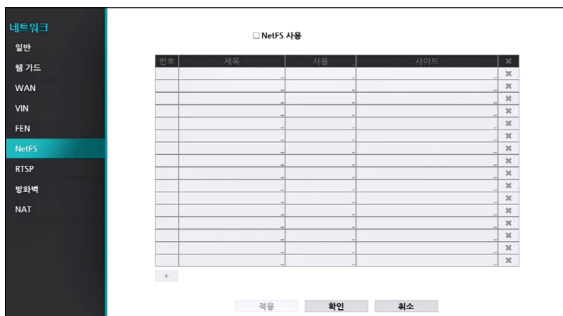 네트워크
일반
웹 가드
WAN
VIN
FEN
NetFS
RTSP
방화벽
NAT
NetFS 사용
번호 제목 사용 사이트
+
적용 확인 취소